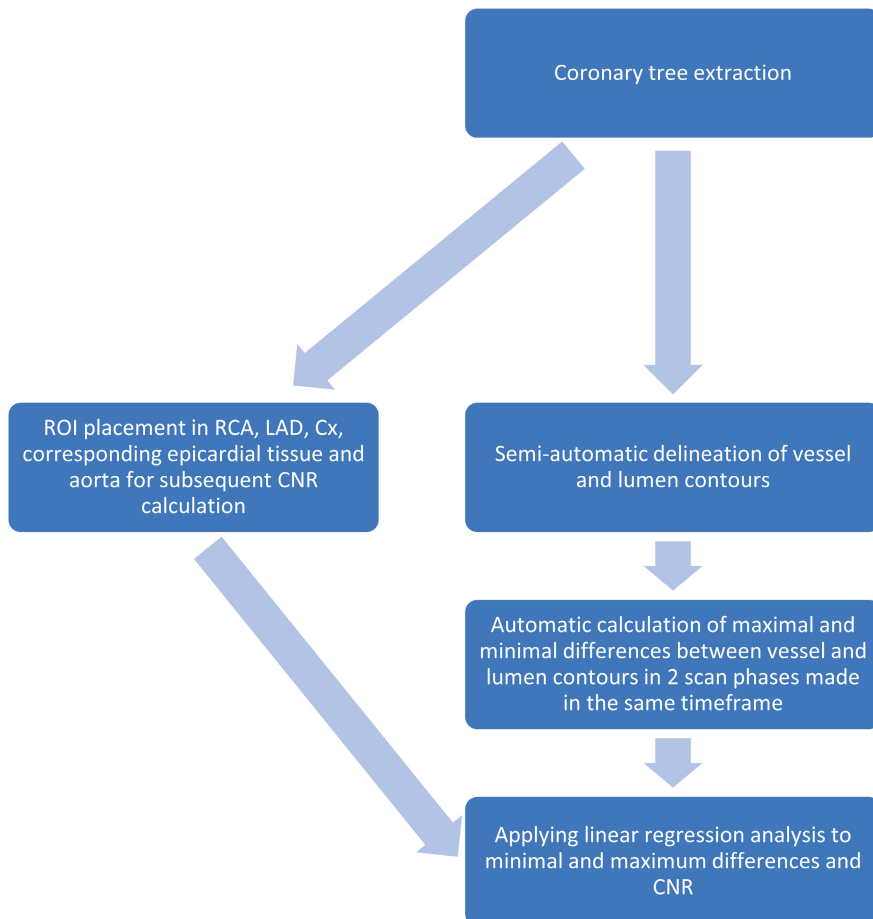 Coronary tree extraction
ROI placement in RCA, LAD, Cx,
corresponding epicardial tissue and
aorta for subsequent CNR
calculation
Semi-automatic delineation of vessel
and lumen contours
Automatic calculation of maximal and
minimal differences between vessel and
lumen contours in 2 scan phases made
in the same timeframe
Applying linear regression analysis to
minimal and maximum differences and
CNR